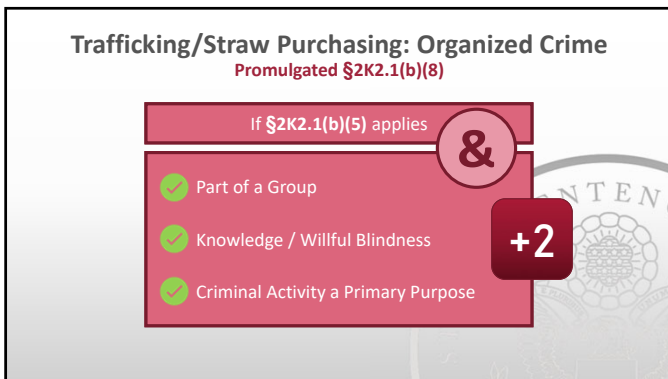 Trafficking/Straw Purchasing: Organized Crime
Promulgated §2K2.1(b)(8)
If §2K2.1(b)(5) applies
&
Part of a Group
Knowledge / Willful Blindness
+2
Criminal Activity a Primary Purpose
ENTENC